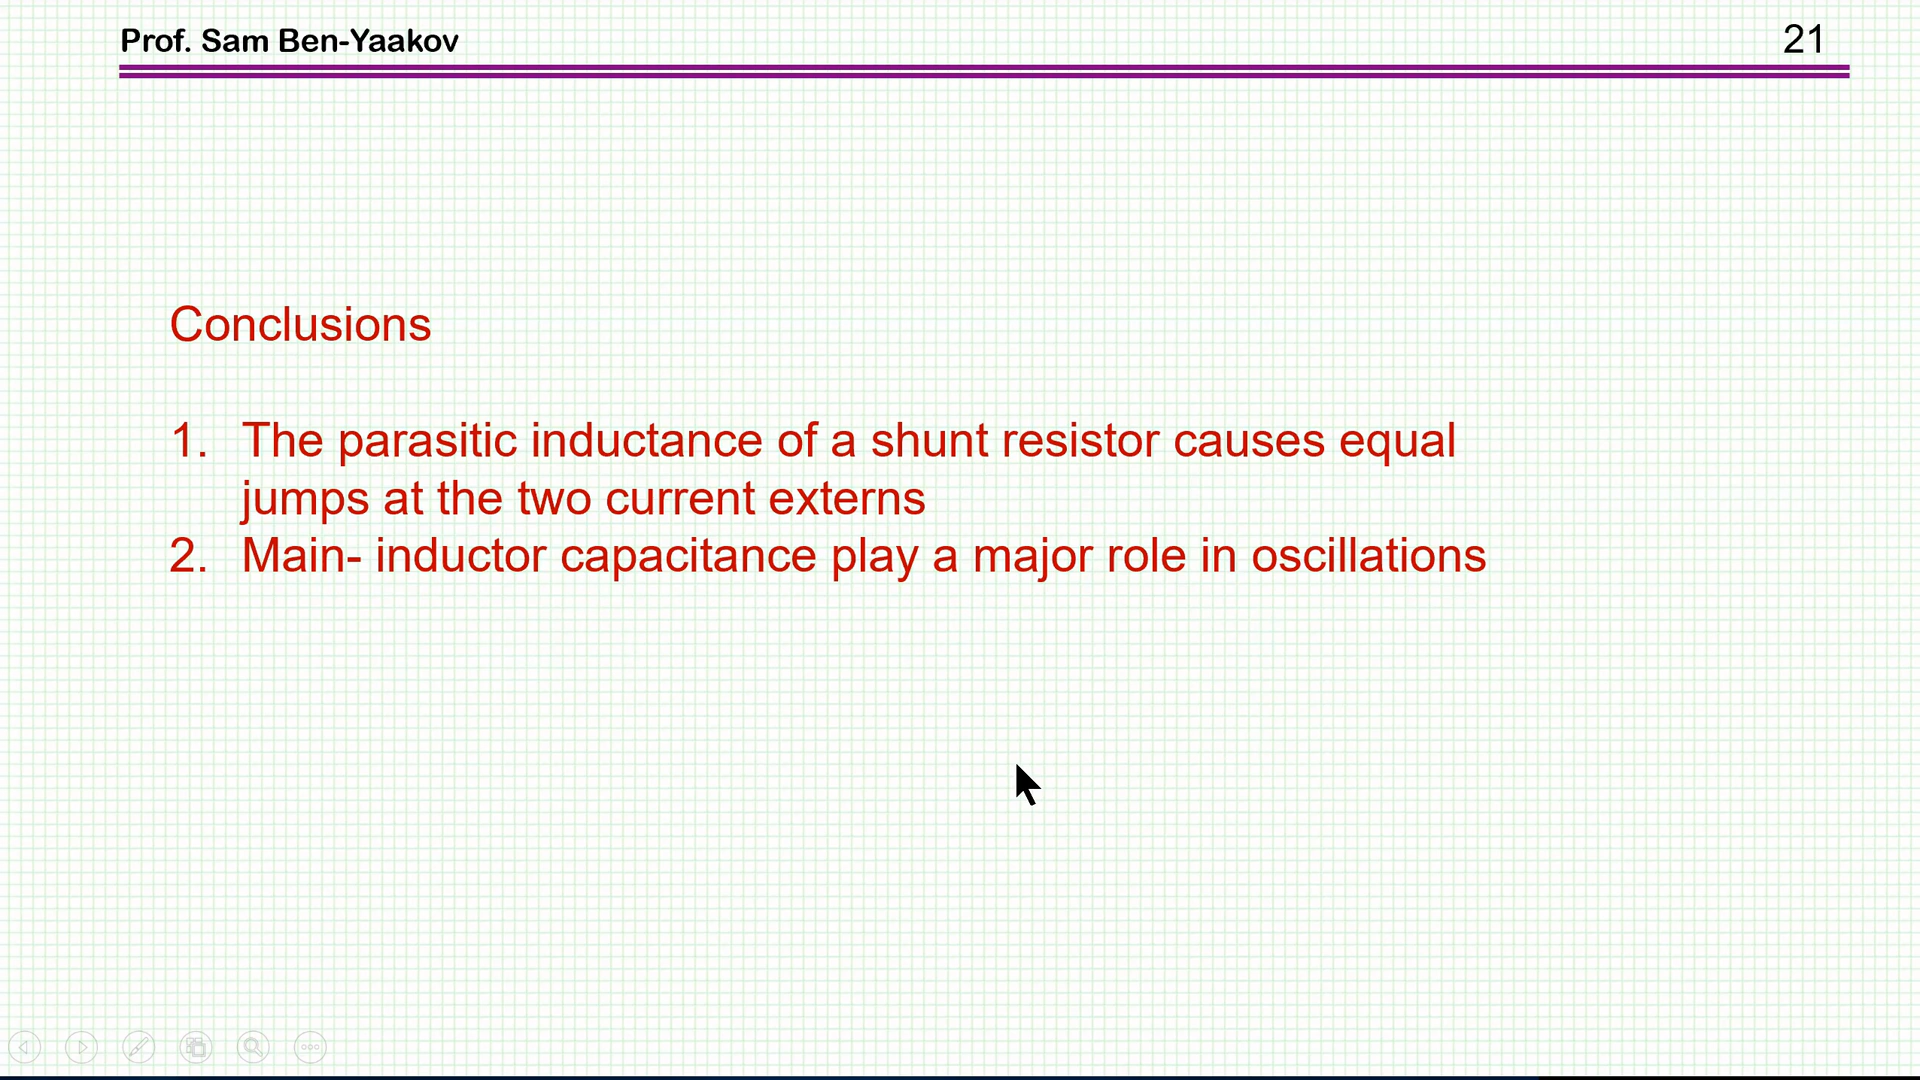 Prof. Sam Ben-Yaakov
21
Conclusions
1. The parasitic inductance of a shunt resistor causes equal
jumps at the two current externs
2. Main- inductor capacitance play a major role in oscillations